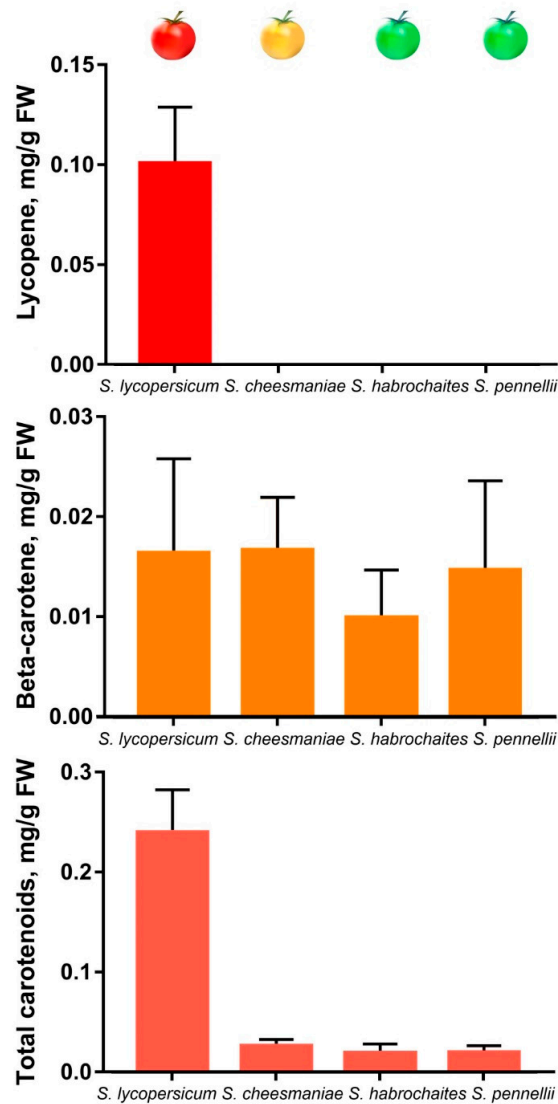 Lycopene, mg/g FW
0.15
0.10
0.05
0.00
S. lycopersicum S. cheesmaniae S. habrochaites S. pennellii
Beta-carotene, mg/g FW
0.03
0.02
0.01
0.00
S. lycopersicum S. cheesmaniae S. habrochaites S. pennellii
Total carotenoids, mg/g FW
0.3
0.2
0.1
0.0
S. lycopersicum S. cheesmaniae S. habrochaites S. pennellii